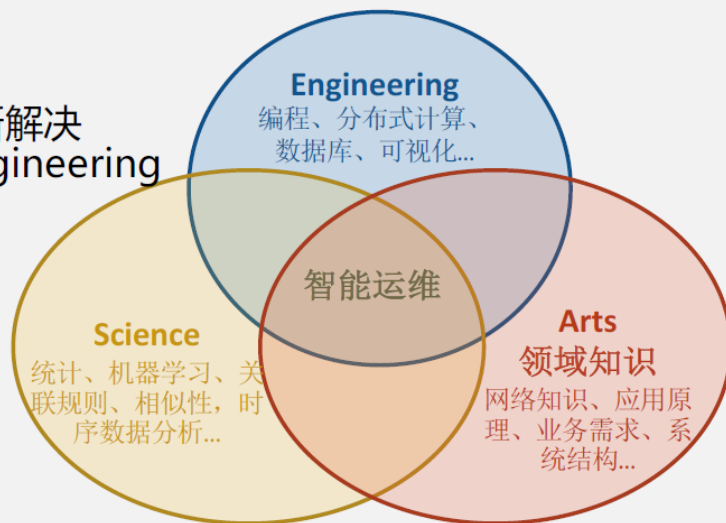 解决
gineering
Engineering
编程、分布式计算、
数据库、可视化...
智能运维
Science
统计、机器学习、关
联规则、相似性，时
序数据分析...
Arts
领域知识
网络知识、应用原
理、业务需求、系
统结构...